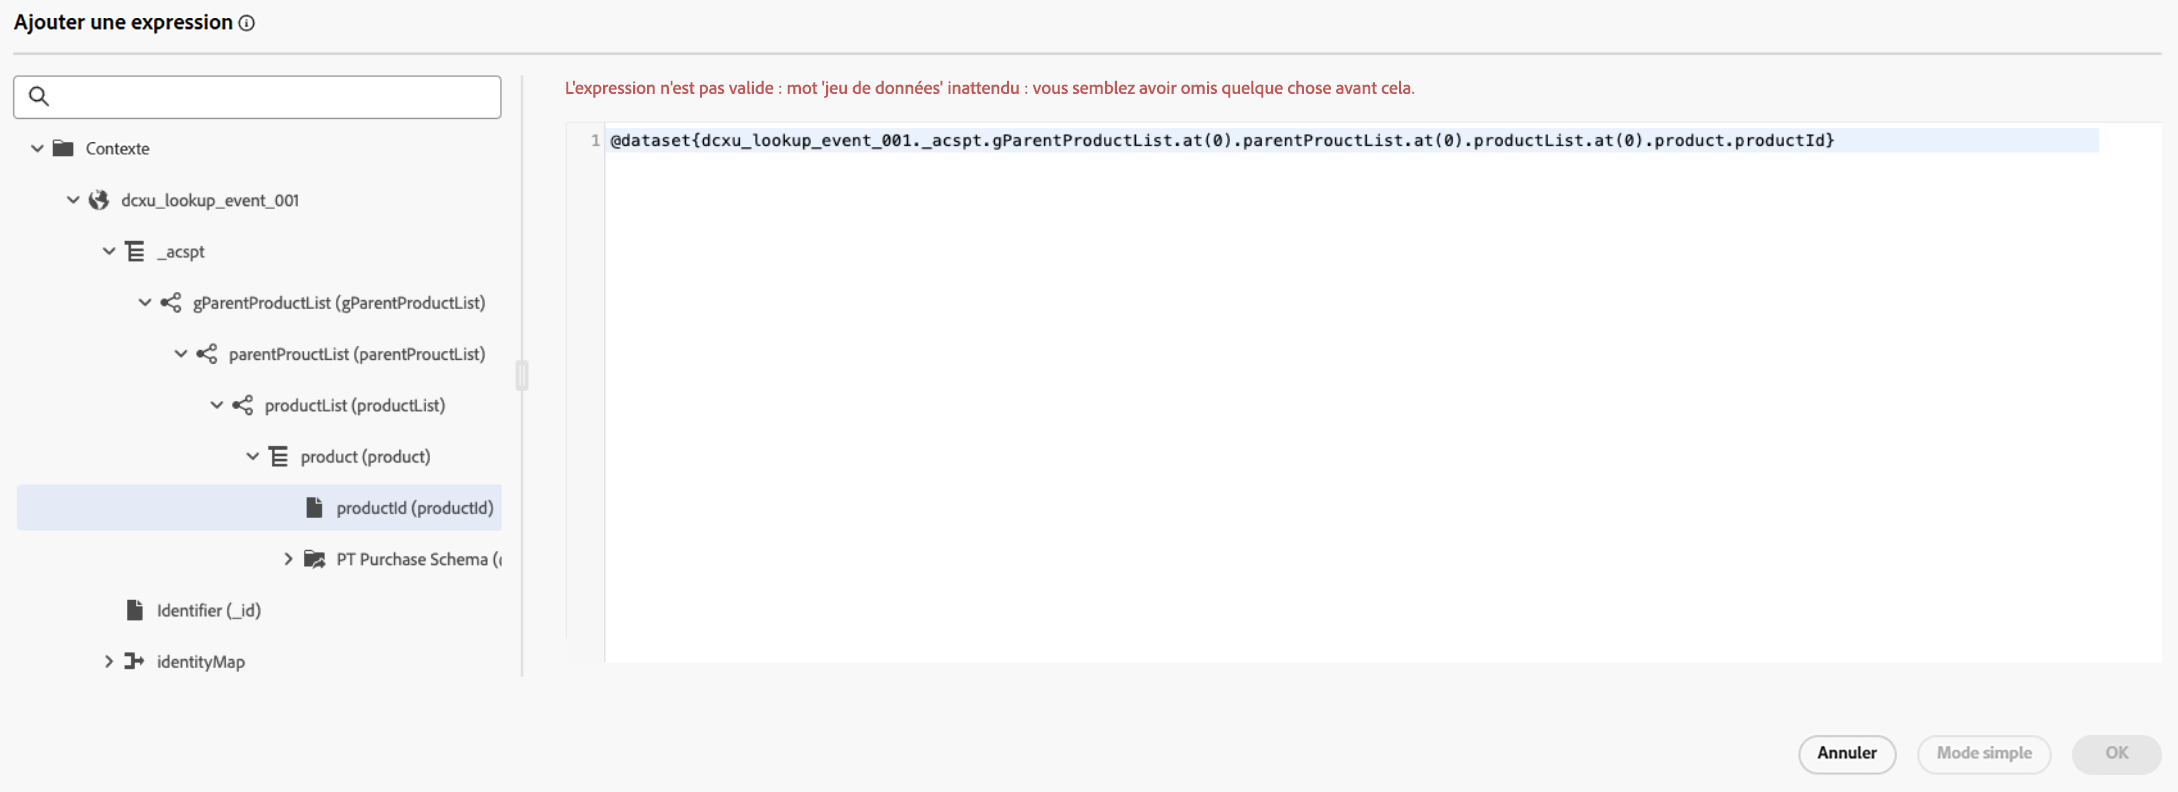 Ajouter une expression
L'expression n'est pas valide : mot 'jeu de données' inattendu : vous semblez avoir omis quelque chose avant cela.
1 @dataset{dcxu_lookup_event_001._acspt.gParentProductList.at(0).parentProuctList.at(0).productList.at(0).product.productId}
Contexte
dcxu_lookup_event_001
_acspt
gParentProductList (gParentProductList)
parentProuctList (parentProuctList)
productList (productList)
product (product)
productId (productId)
PT Purchase Schema (
Identifier (_id)
identityMap
Annuler
Mode simple
OK